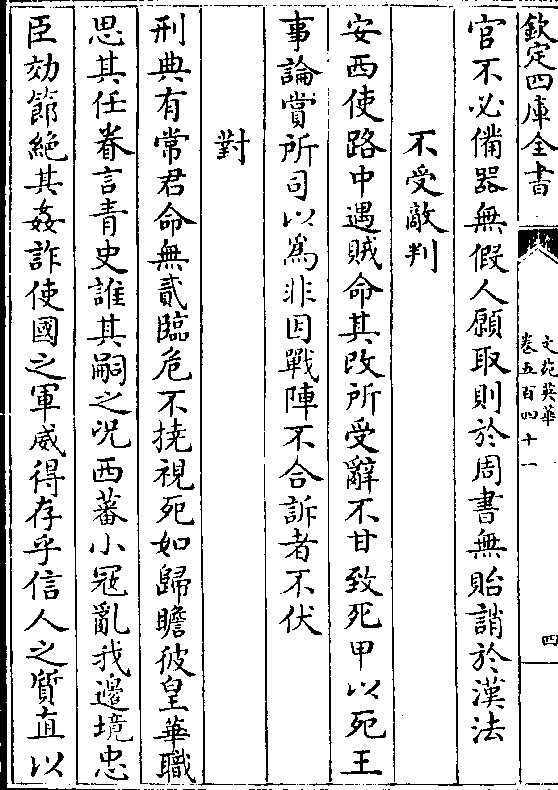 欽定四庫全書
文苑英華
卷五百四十一
四
官不必備器無假人願取則於周書無貽誚於漢法
不受敵判
安西使路中遇賊命其改所受辭不甘致死甲以死王
事論賞所司以為非因戰陣不合訴者不伏
對
刑典有常君命無貳臨危不撓視死如歸瞻彼皇華職
思其任眷言青史誰其嗣之况西蕃小冦亂我邊境忠
臣効節絶其姦詐使國之軍威得存乎信人之質直以